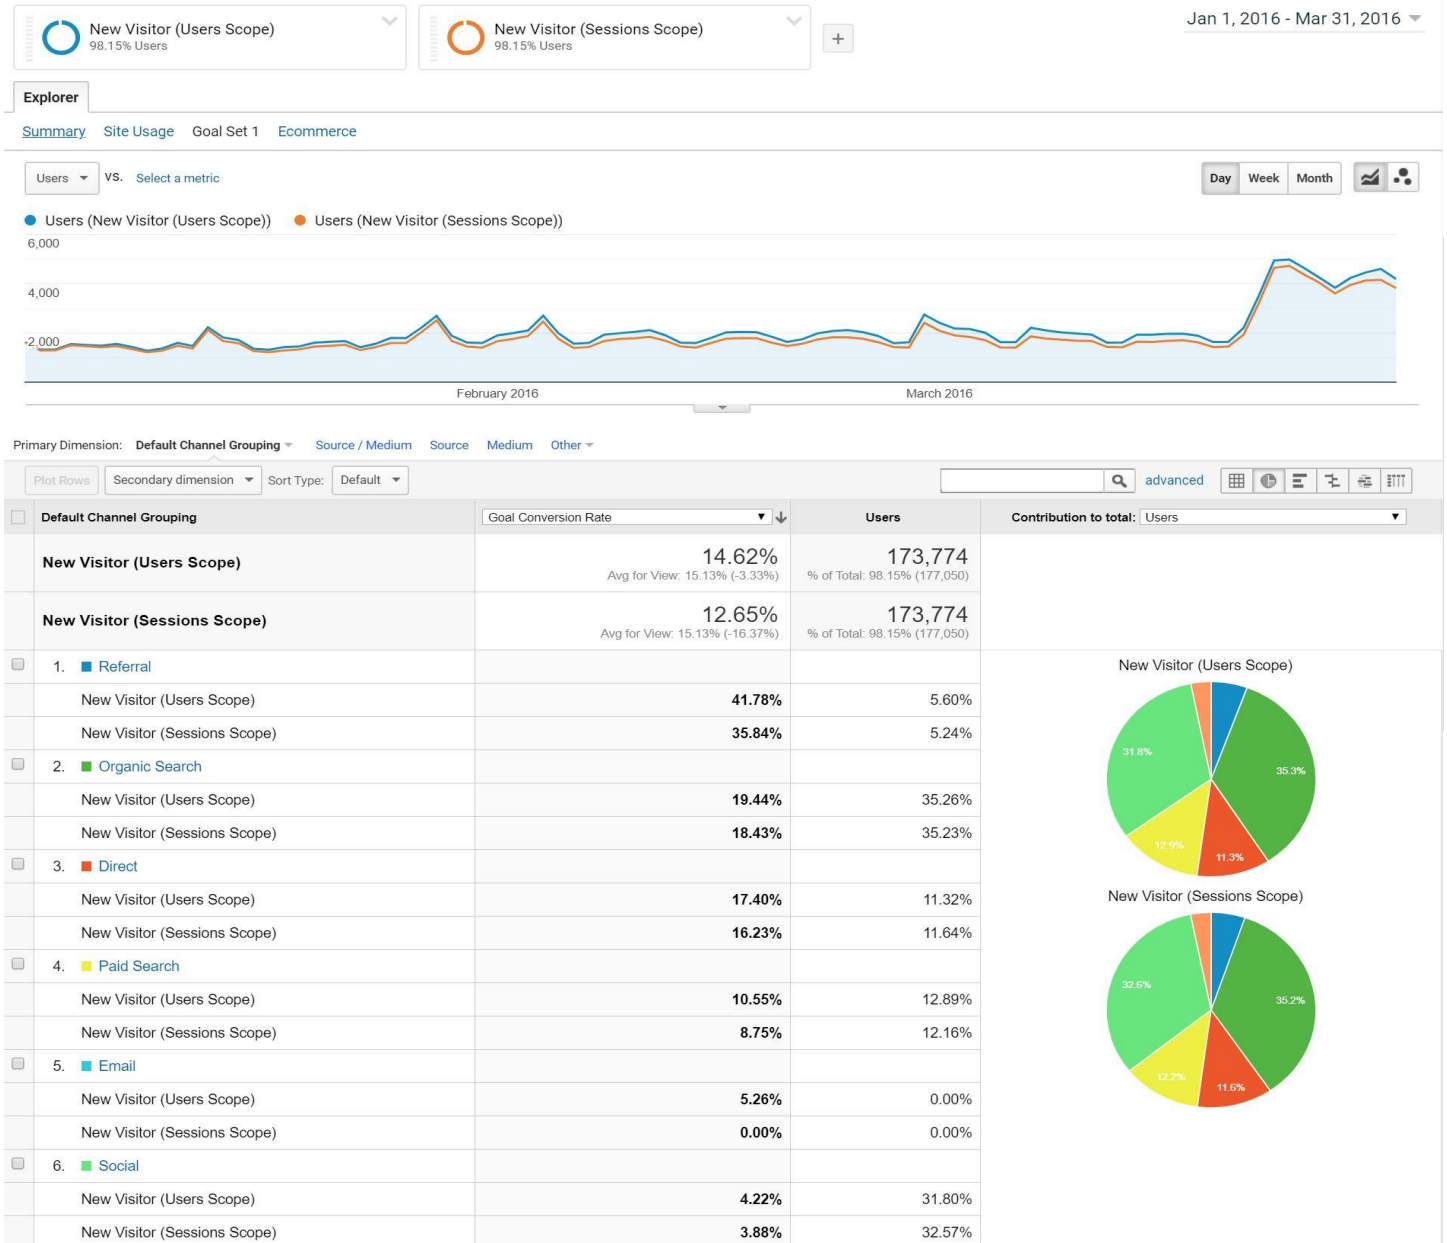 New Visitor (Users Scope)
98.15% Users
New Visitor (Sessions Scope)
98.15% Users
+
Jan 1, 2016 - Mar 31, 2016
Explorer
Summary Site Usage Goal Set 1 Ecommerce
Users VS. Select a metric
Day Week Month
Users (New Visitor (Users Scope)) Users (New Visitor (Sessions Scope))
6,000
4,000
2,000
February 2016 March 2016
Primary Dimension: Default Channel Grouping Source / Medium Source Medium Other
Plot Rows Secondary dimension Sort Type: Default advanced
Default Channel Grouping Goal Conversion Rate Users Contribution to total: Users
New Visitor (Users Scope) 14.62% 173,774
Avg for View: 15.13% (-3.33%) % of Total: 98.15% (177,050)
New Visitor (Sessions Scope) 12.65% 173,774
Avg for View: 15.13% (-16.37%) % of Total: 98.15% (177,050)
1. Referral
New Visitor (Users Scope) 41.78% 5.60%
New Visitor (Sessions Scope) 35.84% 5.24%
2. Organic Search
New Visitor (Users Scope) 19.44% 35.26%
New Visitor (Sessions Scope) 18.43% 35.23%
3. Direct
New Visitor (Users Scope) 17.40% 11.32%
New Visitor (Sessions Scope) 16.23% 11.64%
4. Paid Search
New Visitor (Users Scope) 10.55% 12.89%
New Visitor (Sessions Scope) 8.75% 12.16%
5. Email
New Visitor (Users Scope) 5.26% 0.00%
New Visitor (Sessions Scope) 0.00% 0.00%
6. Social
New Visitor (Users Scope) 4.22% 31.80%
New Visitor (Sessions Scope) 3.88% 32.57%
New Visitor (Users Scope)
31.8%
35.3%
12.9%
11.3%
New Visitor (Sessions Scope)
32.6%
35.2%
12.2%
11.6%